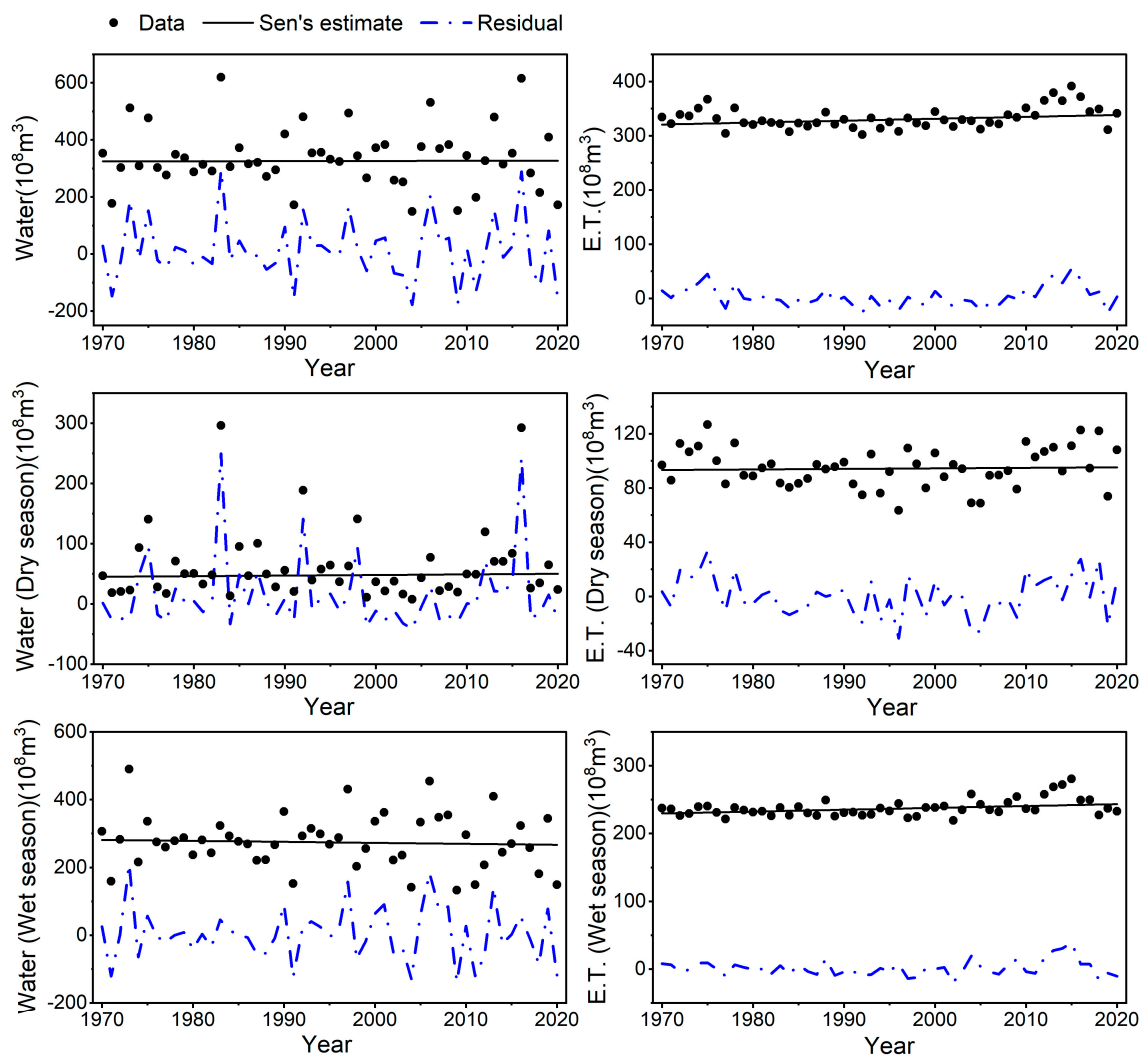 Data Sen's estimate Residual
Water(10⁸m³)
600
400
200
0
-200
1970 1980 1990 2000 2010 2020
Year
E.T.(10⁸m³)
400
300
200
100
0
1970 1980 1990 2000 2010 2020
Year
Water (Dry season)(10⁸m³)
300
200
100
0
-100
1970 1980 1990 2000 2010 2020
Year
E.T. (Dry season)(10⁸m³)
120
80
40
0
-40
1970 1980 1990 2000 2010 2020
Year
Water (Wet season)(10⁸m³)
600
400
200
0
-200
1970 1980 1990 2000 2010 2020
Year
E.T. (Wet season)(10⁸m³)
300
200
100
0
1970 1980 1990 2000 2010 2020
Year